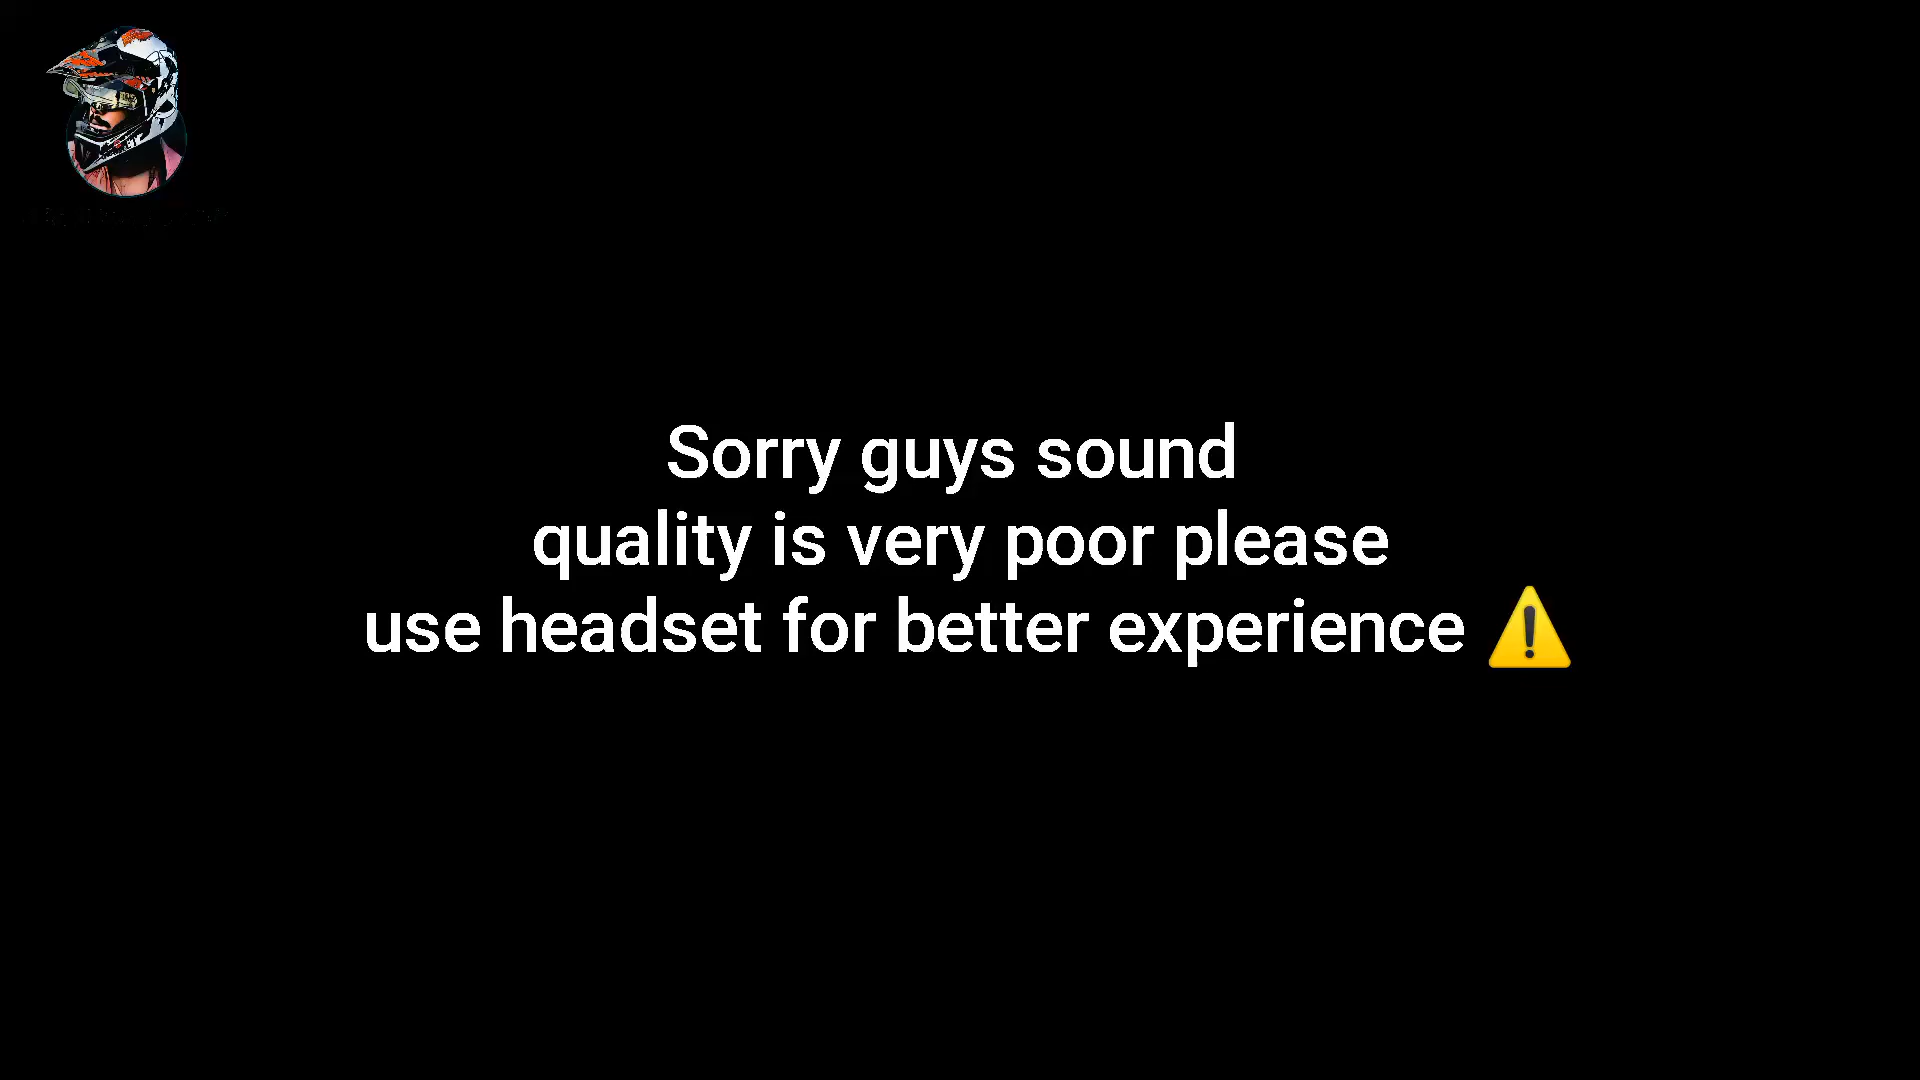 Sorry guys sound
quality is very poor please
use headset for better experience ⚠️